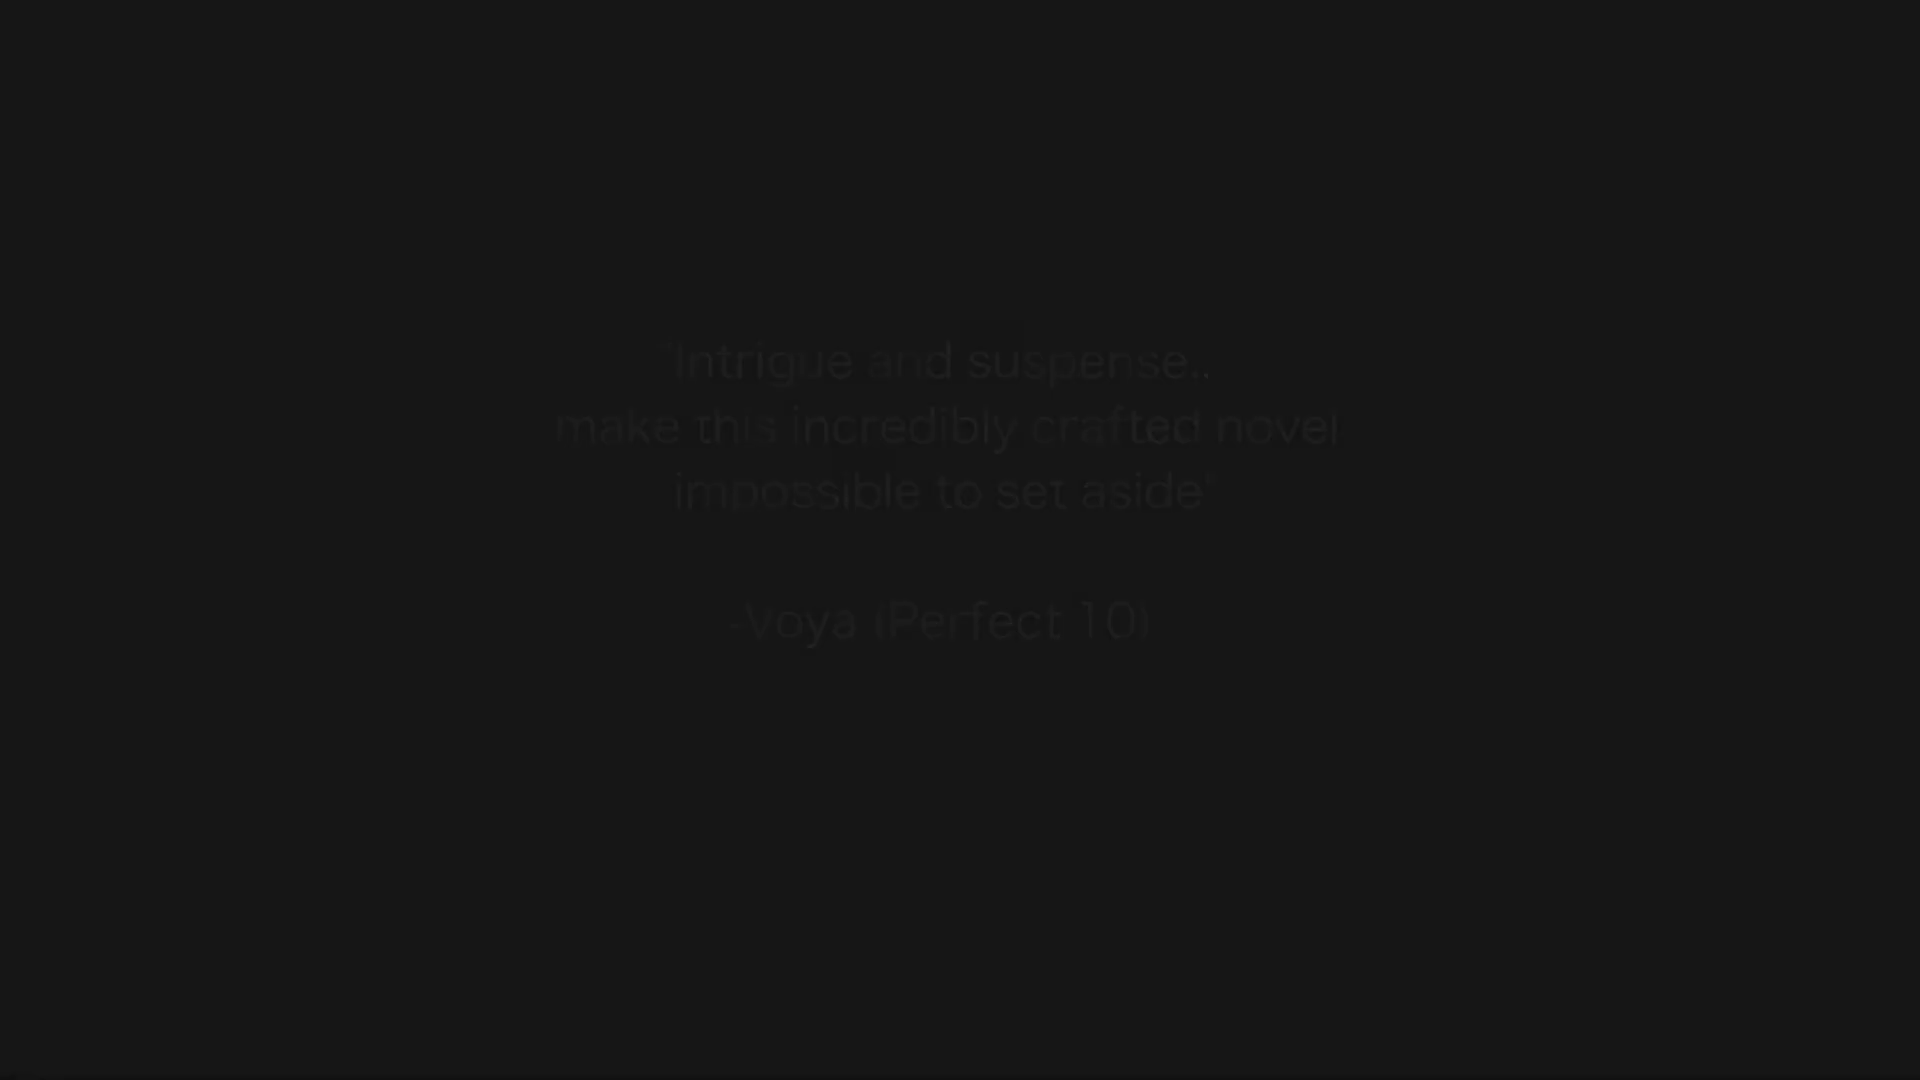 "Intrigue and suspense..
make this incredibly crafted novel
impossible to set aside"
-Voya (Perfect 10)